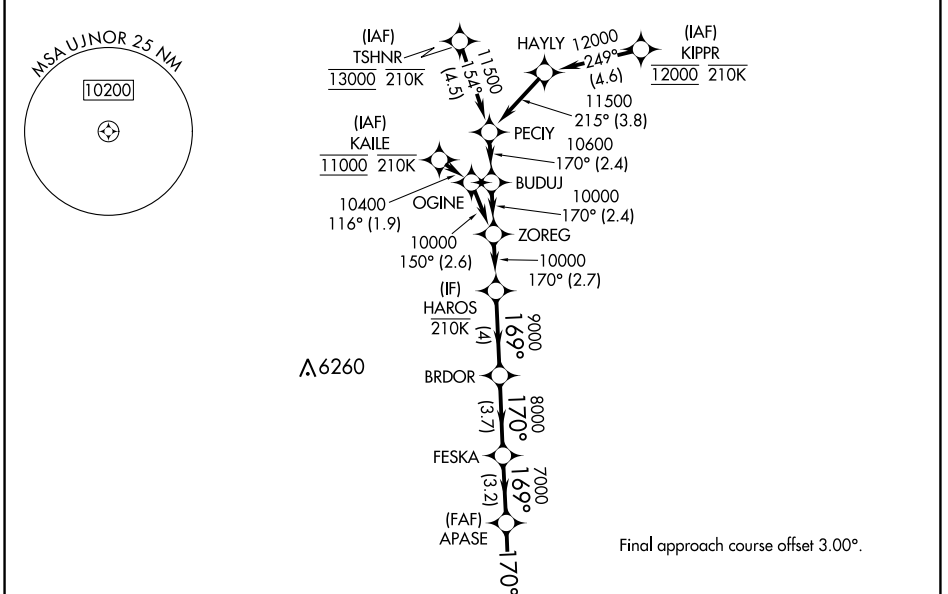 MSA UJNOR 25 NM
10200
(IAF)
TSHNR
13000 210K
11500
154°
(4.5)
HAYLY
12000
249°
(4.6)
(IAF)
KIPPR
12000 210K
11500
215° (3.8)
PECIY
(IAF)
KAILE
11000 210K
10600
170° (2.4)
BUDUJ
OGINE
10400
116° (1.9)
10000
170° (2.4)
10000
150° (2.6)
ZOREG
10000
170° (2.7)
(IF)
HAROS
210K
9000
169°
(4)
6260
BRDOR
8000
170°
(3.7)
FESKA
7000
169°
(3.2)
(FAF)
APASE
170°
Final approach course offset 3.00°.